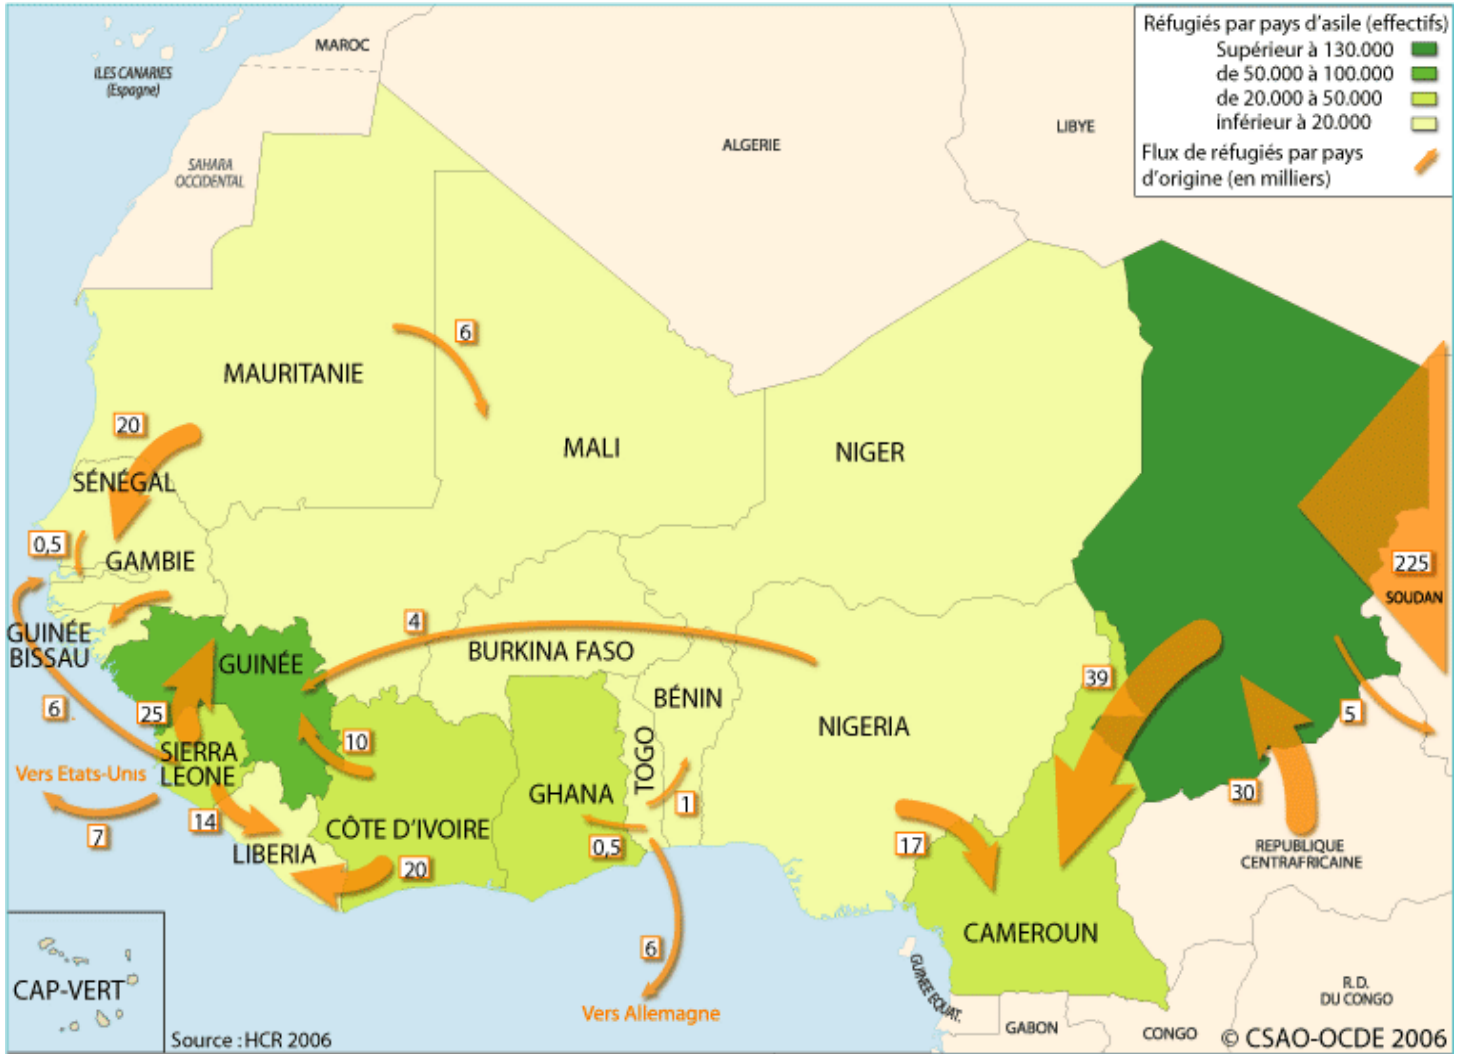 Réfugiés par pays d'asile (effectifs)
Supérieur à 130.000
de 50.000 à 100.000
de 20.000 à 50.000
inférieur à 20.000
Flux de réfugiés par pays
d'origine (en milliers)
MAROC
ILES CANARIES
(Espagne)
ALGERIE
LIBYE
SAHARA
OCCIDENTAL
6
MAURITANIE
20
MALI
NIGER
SÉNÉGAL
0,5
GAMBIE
225
SOUDAN
4
GUINÉE
BISSAU
BURKINA FASO
GUINÉE
39
BÉNIN
6
25
10
NIGERIA
5
SIERRA
LEONE
TOGO
Vers Etats-Unis
7
14
GHANA
1
30
CÔTE D'IVOIRE
0,5
17
LIBERIA
20
REPUBLIQUE
CENTRAFRICAINE
6
CAMEROUN
CAP-VERT
GUINEE EQUAT.
Vers Allemagne
R.D.
DU CONGO
GABON
CONGO
Source : HCR 2006
© CSAO-OCDE 2006